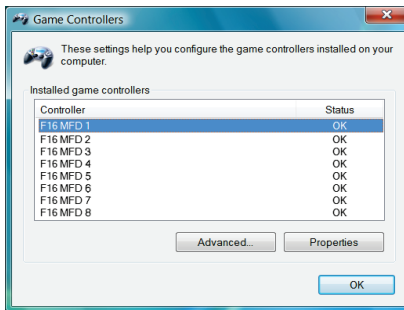 Game Controllers
These settings help you configure the game controllers installed on your
computer.
Installed game controllers
Controller Status
F16 MFD 1 OK
F16 MFD 2 OK
F16 MFD 3 OK
F16 MFD 4 OK
F16 MFD 5 OK
F16 MFD 6 OK
F16 MFD 7 OK
F16 MFD 8 OK
Advanced... Properties
OK